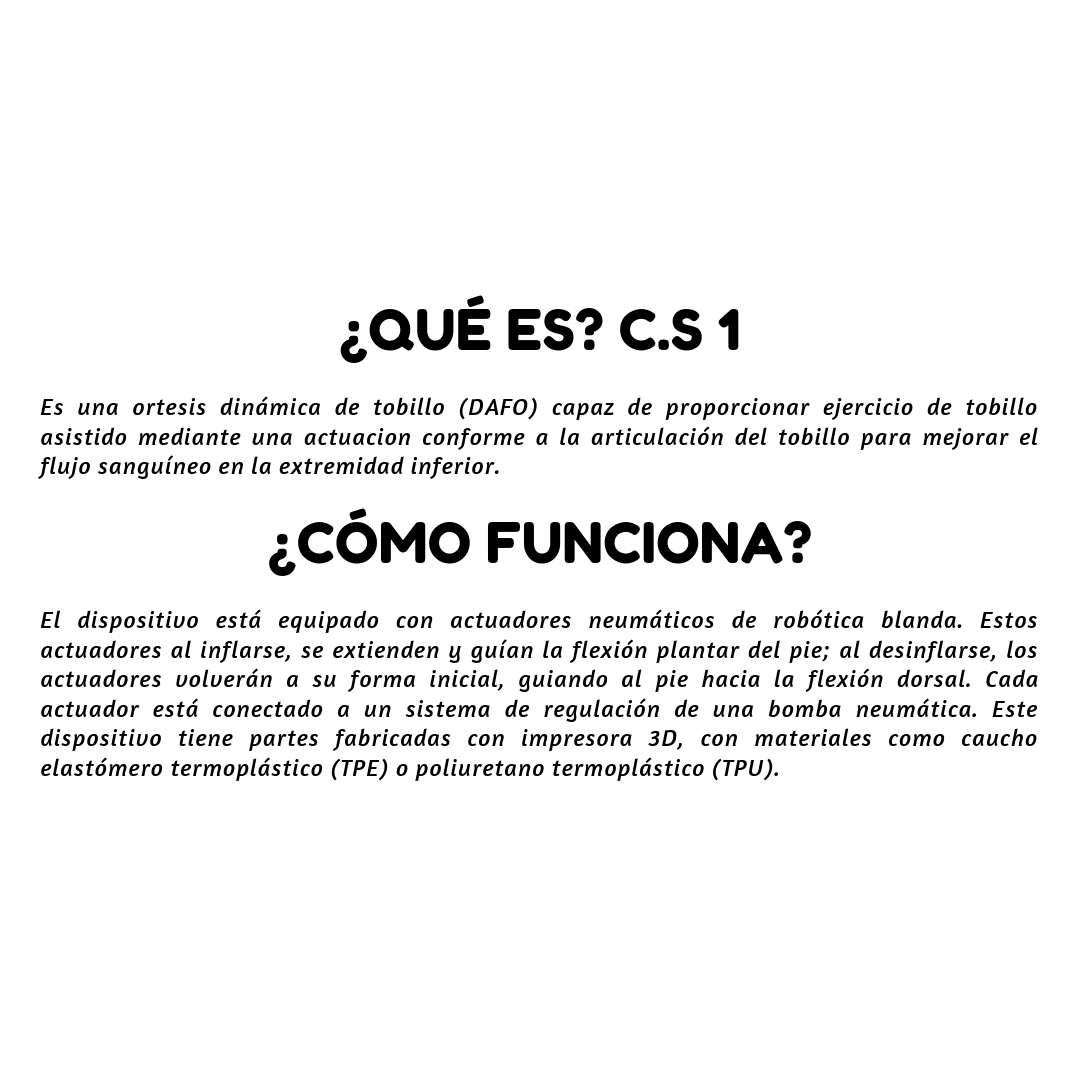 ¿QUÉ ES? C.S 1
Es una ortesis dinámica de tobillo (DAFO) capaz de proporcionar ejercicio de tobillo
asistido mediante una actuacion conforme a la articulación del tobillo para mejorar el
flujo sanguíneo en la extremidad inferior.
¿CÓMO FUNCIONA?
El dispositivo está equipado con actuadores neumáticos de robótica blanda. Estos
actuadores al inflarse, se extienden y guían la flexión plantar del pie; al desinflarse, los
actuadores volverán a su forma inicial, guiando al pie hacia la flexión dorsal. Cada
actuador está conectado a un sistema de regulación de una bomba neumática. Este
dispositivo tiene partes fabricadas con impresora 3D, con materiales como caucho
elastómero termoplástico (TPE) o poliuretano termoplástico (TPU).